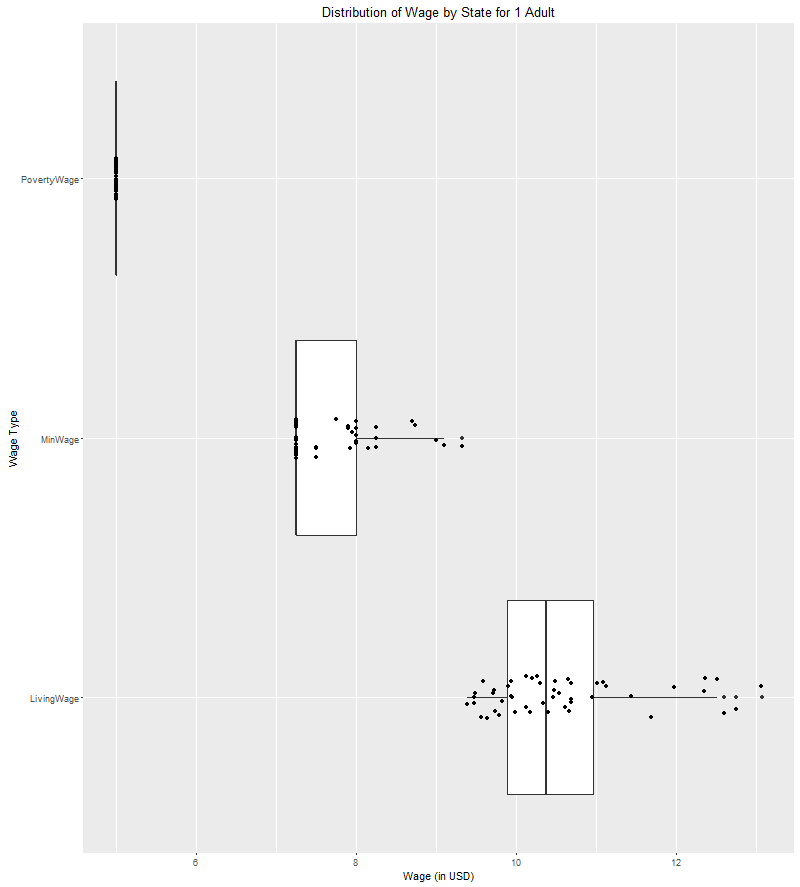 Distribution of Wage by State for 1 Adult
Wage Type
PovertyWage
MinWage
LivingWage
6 8 10 12
Wage (in USD)